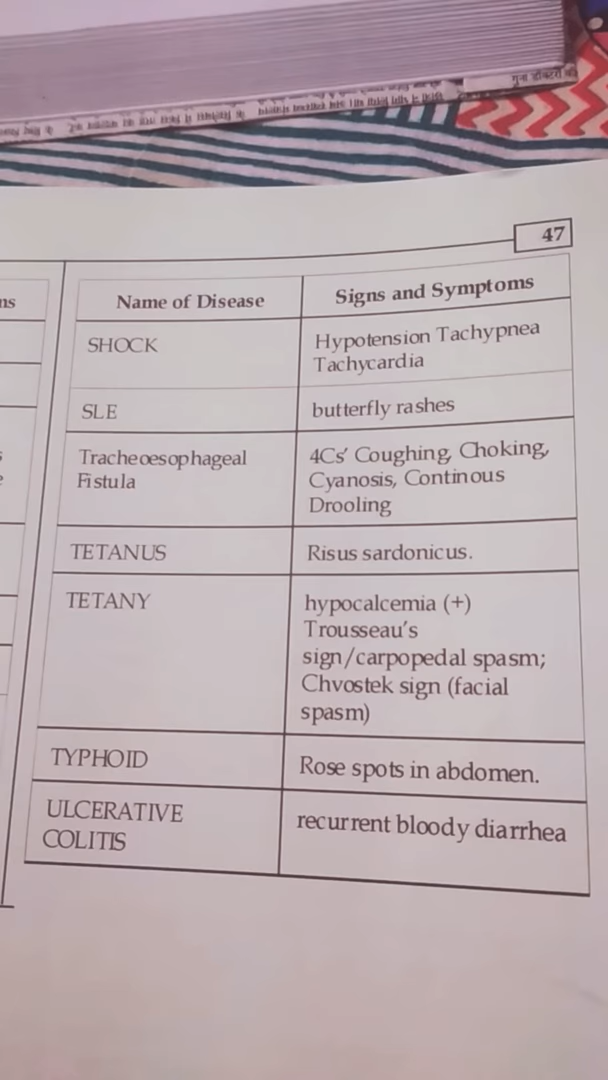 गुना डॉक्टरी की
47
ns
Name of Disease
Signs and Symptoms
SHOCK
Hypotension Tachypnea
Tachycardia
SLE
butterfly rashes
Tracheoesophageal
Fistula
4Cs' Coughing, Choking,
Cyanosis, Continous
Drooling
TETANUS
Risus sardonicus.
TETANY
hypocalcemia (+)
Trousseau's
sign/carpopedal spasm;
Chvostek sign (facial
spasm)
TYPHOID
Rose spots in abdomen.
ULCERATIVE
COLITIS
recurrent bloody diarrhea